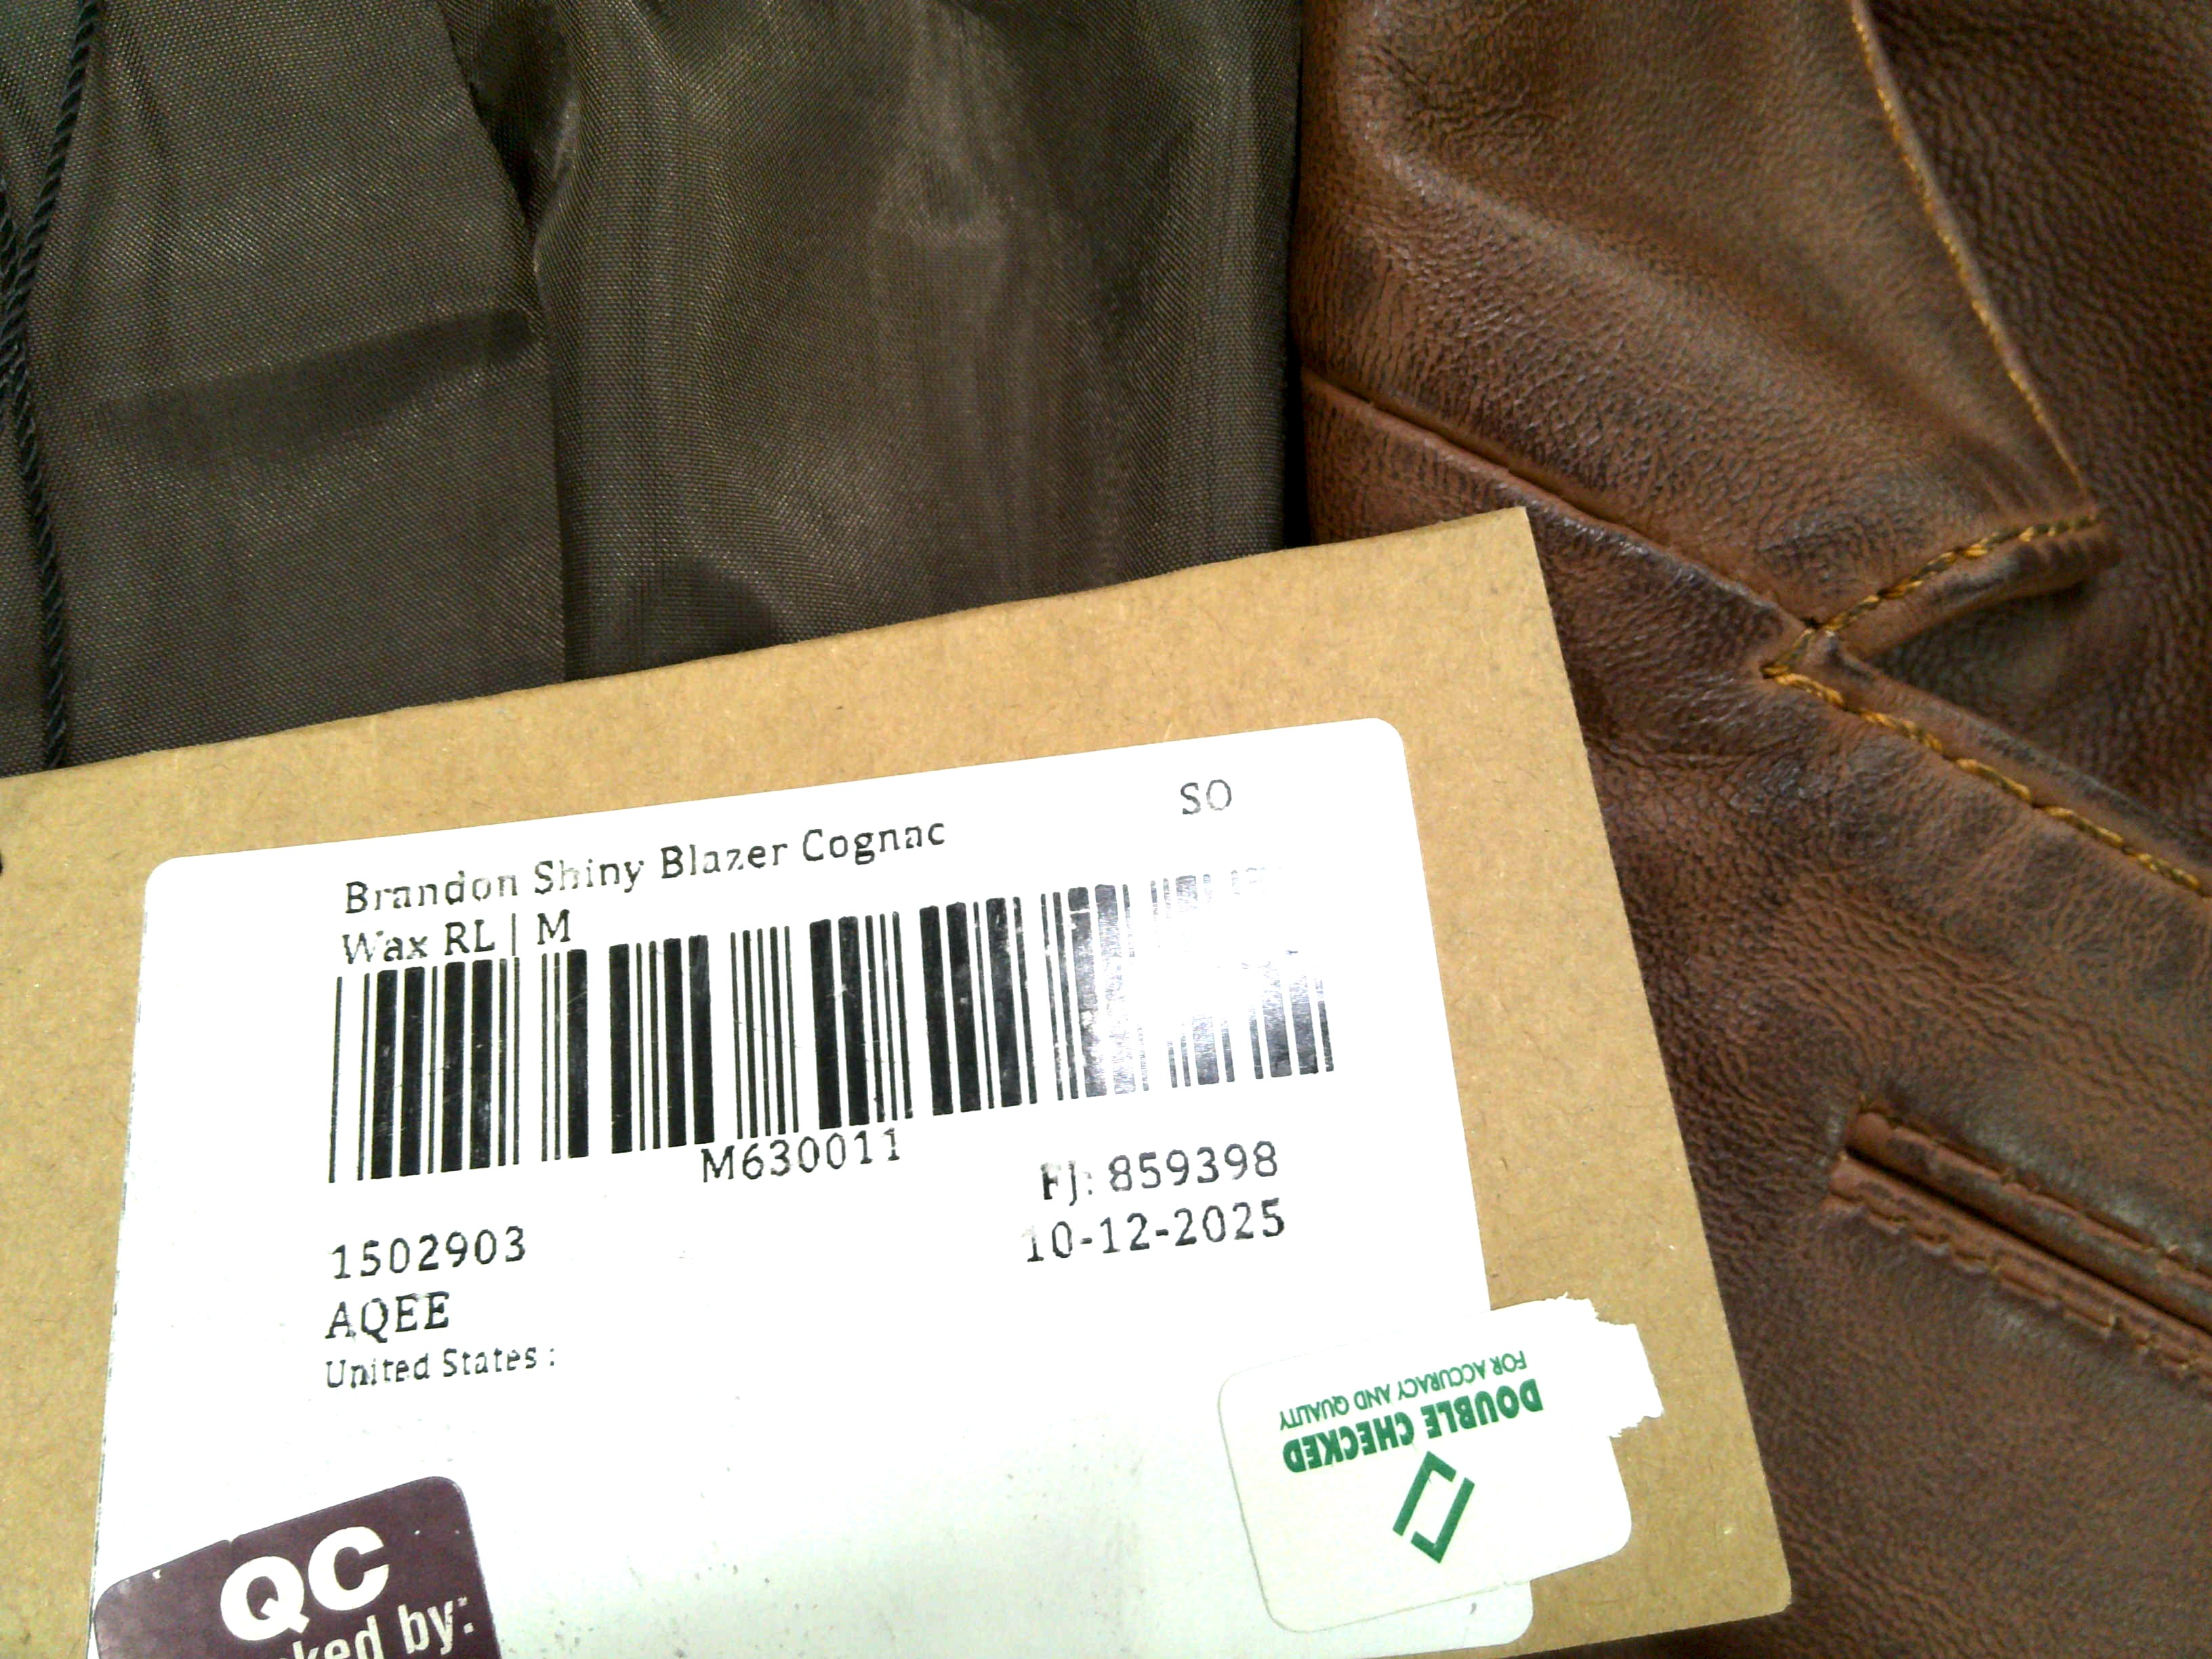 SO
Brandon Shiny Blazer Cognac
Wax RL | M
M630011
FJ: 859398
10-12-2025
1502903
AQEE
United States :
DOUBLE CHECKED
FOR ACCURACY AND QUALITY
QC
ked by: